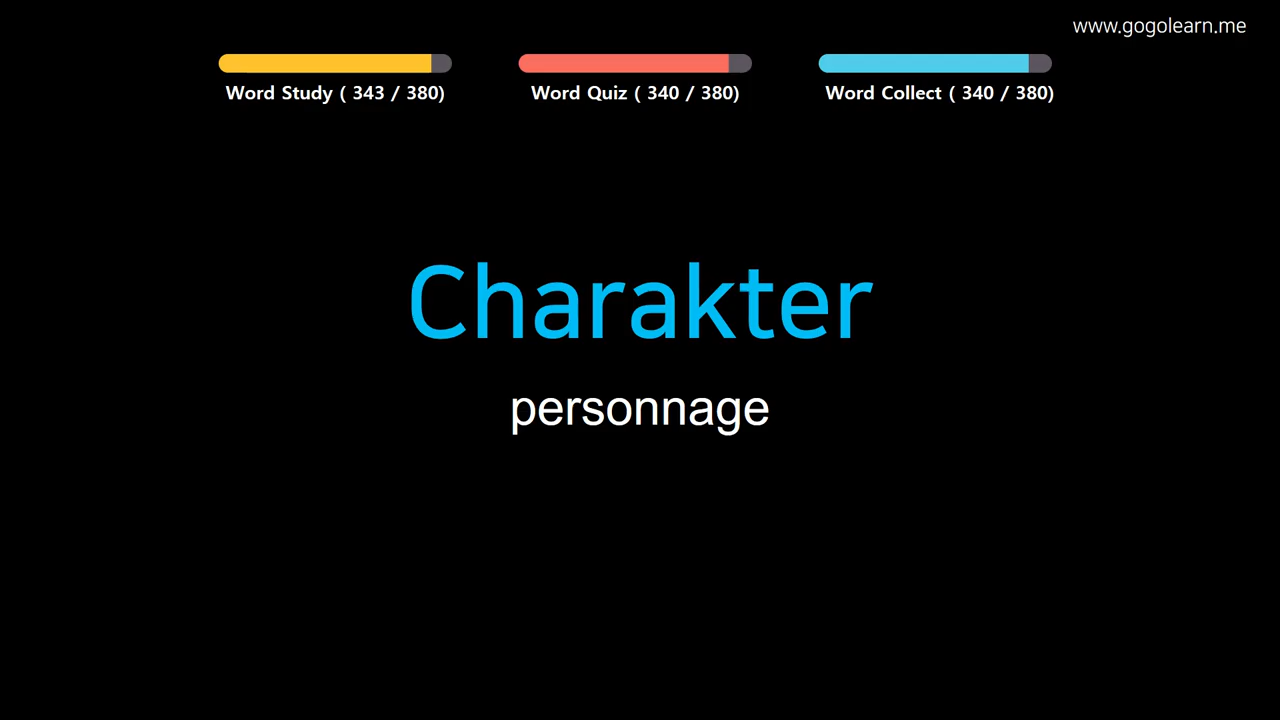 www.gogolearn.me
Word Study ( 343 / 380)
Word Quiz ( 340 / 380)
Word Collect ( 340 / 380)
Charakter
personnage